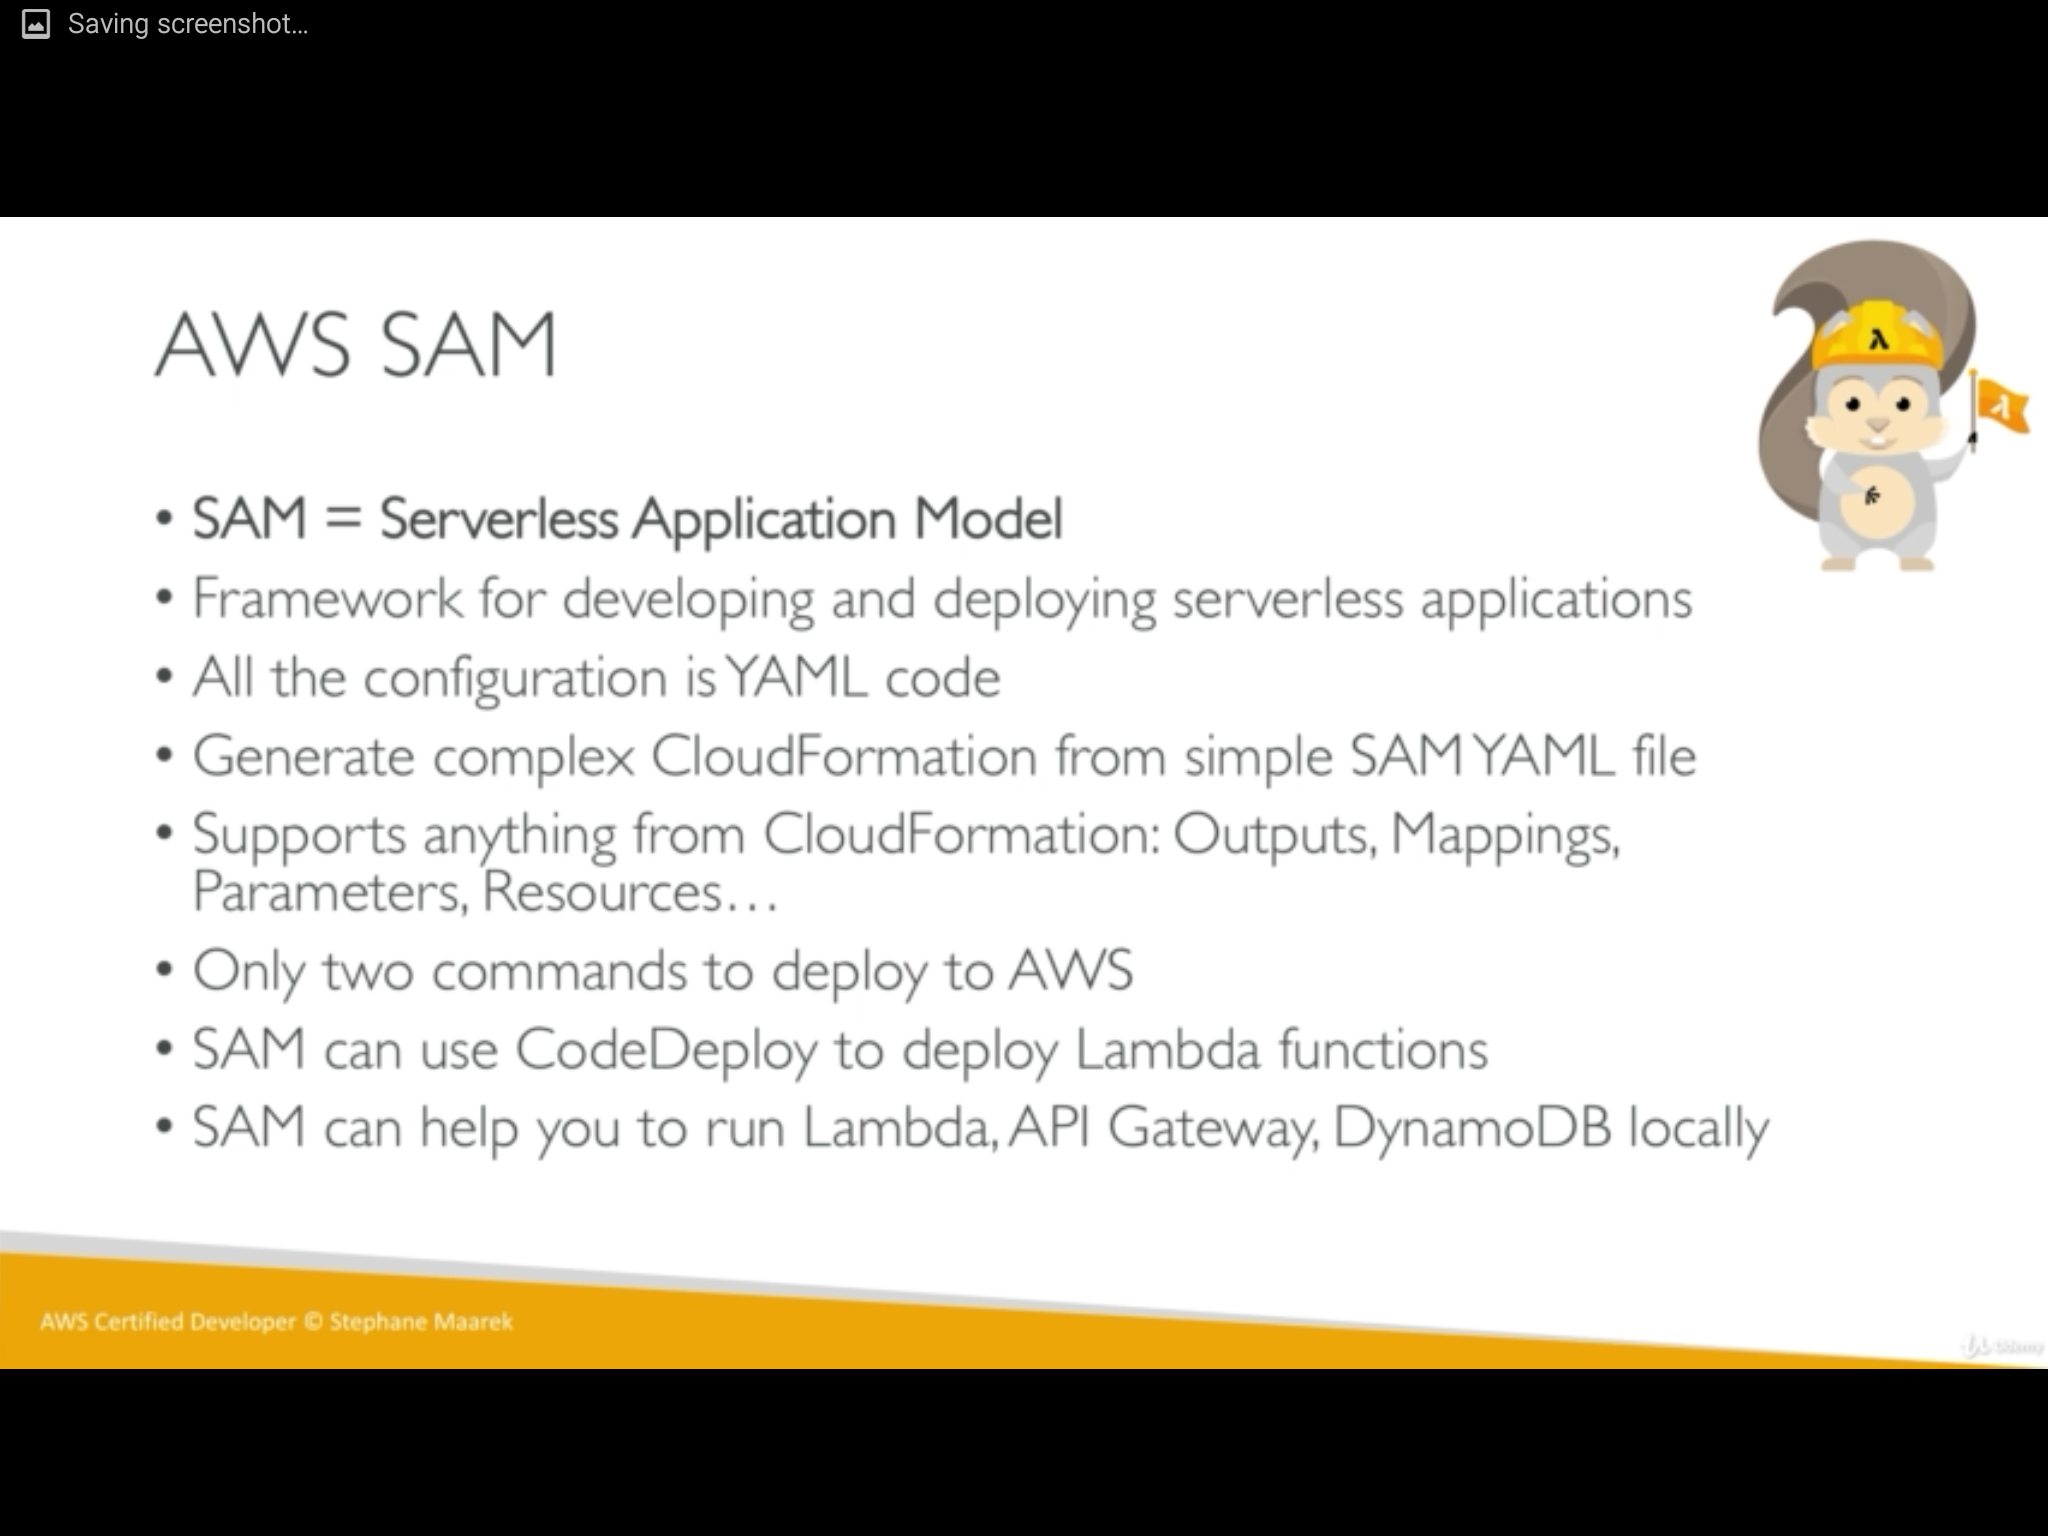 Saving screenshot...
AWS SAM
λ
λ
• SAM = Serverless Application Model
• Framework for developing and deploying serverless applications
• All the configuration is YAML code
• Generate complex CloudFormation from simple SAM YAML file
• Supports anything from CloudFormation: Outputs, Mappings,
Parameters, Resources…
• Only two commands to deploy to AWS
• SAM can use CodeDeploy to deploy Lambda functions
• SAM can help you to run Lambda, API Gateway, DynamoDB locally
AWS Certified Developer © Stephane Maarek
Udemy